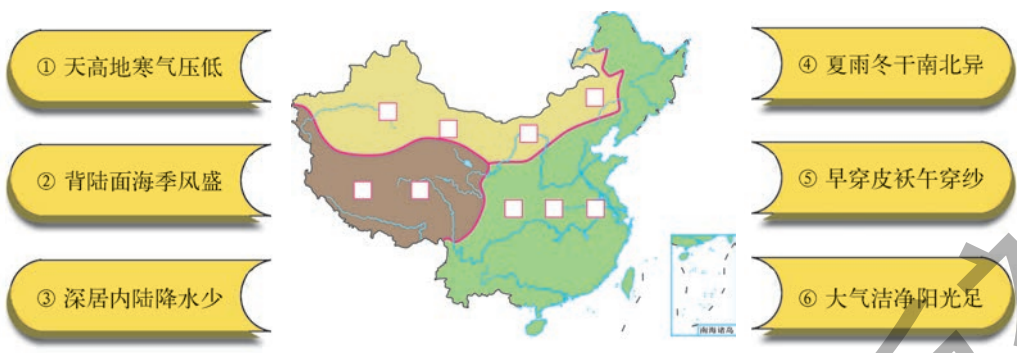 ① 天高地寒气压低
② 背陆面海季风盛
③ 深居内陆降水少
④ 夏雨冬干南北异
⑤ 早穿皮袄午穿纱
⑥ 大气洁净阳光足
南海诸岛